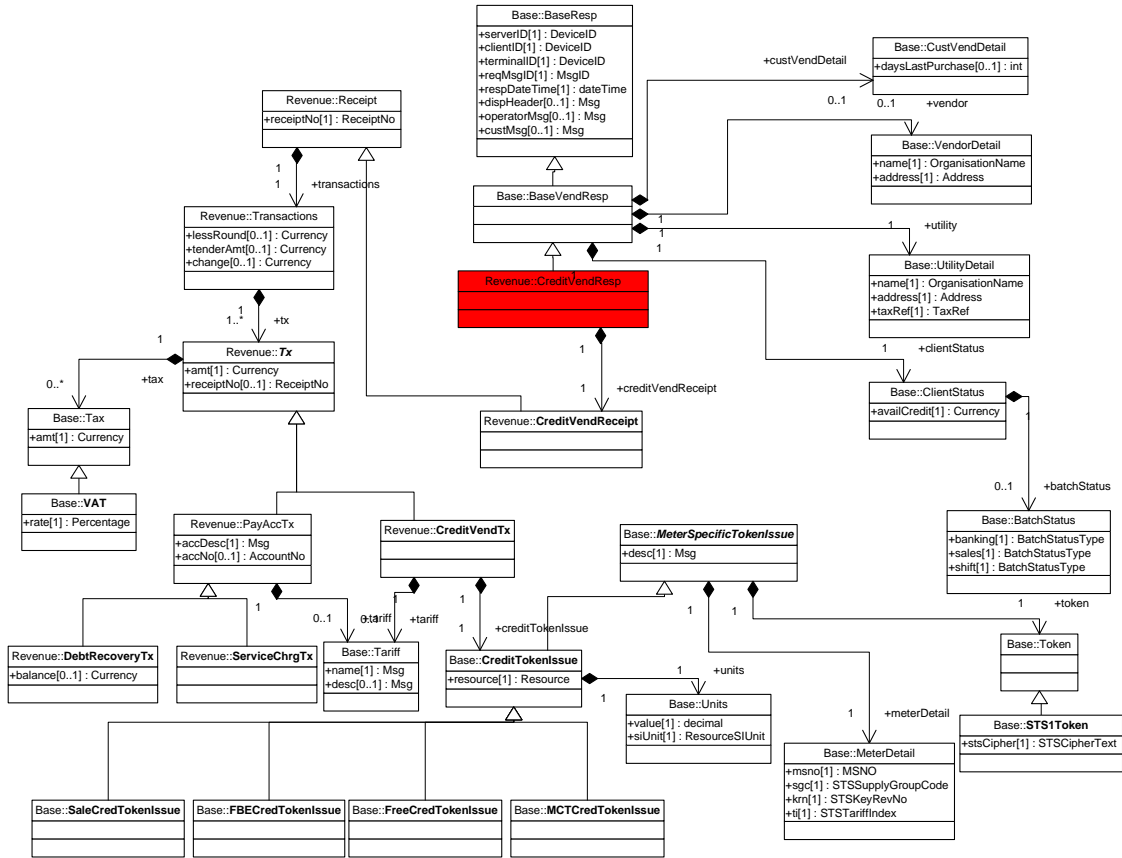 Base::BaseResp
+serverID[1] : DeviceID
+clientID[1] : DeviceID
+terminalID[1] : DeviceID
+reqMsgID[1] : MsgID
+respDateTime[1] : dateTime
+dispHeader[0..1] : Msg
+operatorMsg[0..1] : Msg
+custMsg[0..1] : Msg
Base::CustVendDetail
+daysLastPurchase[0..1] : int
+custVendDetail
0..1
0..1
+vendor
Revenue::Receipt
+receiptNo[1] : ReceiptNo
Base::VendorDetail
+name[1] : OrganisationName
+address[1] : Address
1
1
+transactions
Base::BaseVendResp
1
1
1
1
+utility
Revenue::Transactions
+lessRound[0..1] : Currency
+tenderAmt[0..1] : Currency
+change[0..1] : Currency
Base::UtilityDetail
+name[1] : OrganisationName
+address[1] : Address
+taxRef[1] : TaxRef
1
Revenue::CreditVendResp
1
1..*
+tx
1
+clientStatus
1
Revenue::Tx
+amt[1] : Currency
+receiptNo[0..1] : ReceiptNo
1
0..*
+tax
1
+creditVendReceipt
Base::ClientStatus
+availCredit[1] : Currency
1
Base::Tax
+amt[1] : Currency
Revenue::CreditVendReceipt
Base::VAT
+rate[1] : Percentage
0..1
+batchStatus
Revenue::PayAccTx
+accDesc[1] : Msg
+accNo[0..1] : AccountNo
Revenue::CreditVendTx
Base::MeterSpecificTokenIssue
+desc[1] : Msg
Base::BatchStatus
+banking[1] : BatchStatusType
+sales[1] : BatchStatusType
+shift[1] : BatchStatusType
1
1
1
1
1
1
+token
0..1
0..1
+tariff
+tariff
1
+creditTokenIssue
Revenue::DebtRecoveryTx
+balance[0..1] : Currency
Revenue::ServiceChrgTx
Base::Tariff
+name[1] : Msg
+desc[0..1] : Msg
Base::CreditTokenIssue
+resource[1] : Resource
Base::Token
1
1
+units
Base::Units
+value[1] : decimal
+siUnit[1] : ResourceSIUnit
1
+meterDetail
Base::STS1Token
+stsCipher[1] : STSCipherText
Base::MeterDetail
+msno[1] : MSNO
+sgc[1] : STSSupplyGroupCode
+krn[1] : STSKeyRevNo
+ti[1] : STSTariffIndex
Base::SaleCredTokenIssue
Base::FBECredTokenIssue
Base::FreeCredTokenIssue
Base::MCTCredTokenIssue